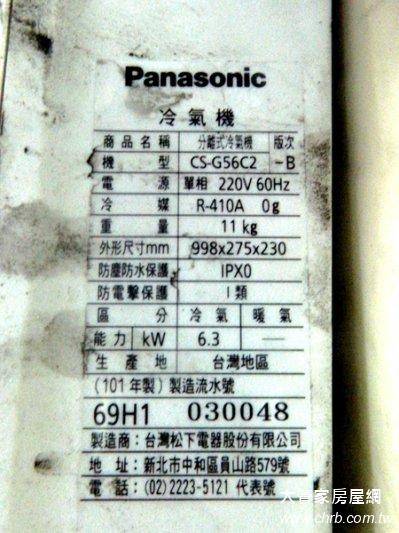 Panasonic
冷氣機
商品名稱 分離式冷氣機 版次
機型 CS-G56C2 -B
電源 單相 220V 60Hz
冷媒 R-410A 0g
重量 11 kg
外形尺寸mm 998x275x230
防塵防水保護 IPX0
防電擊保護 I 類
區分 冷氣 暖氣
能力 kW 6.3 —
生產地 台灣地區
(101 年製) 製造流水號
69H1 030048
製造商:台灣松下電器股份有限公司
地址:新北市中和區員山路579號
電話:(02) 2223-5121 代表號
大管家房屋網
www.chrb.com.tw